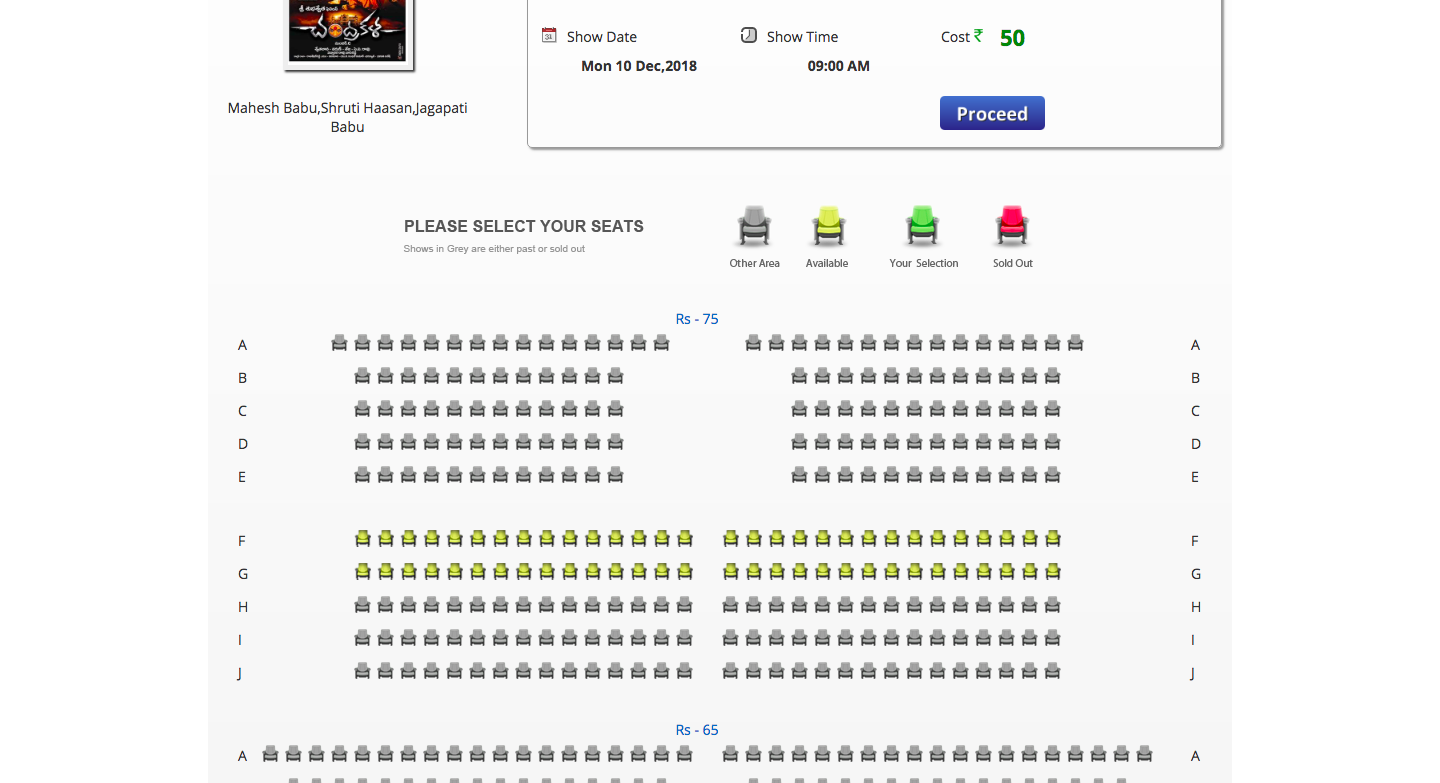 శ్రీ
చంద్రకళ
Show Date
Show Time
Cost ₹ 50
Mon 10 Dec,2018
09:00 AM
Mahesh Babu,Shruti Haasan,Jagapati
Babu
Proceed
PLEASE SELECT YOUR SEATS
Shows in Grey are either past or sold out
Other Area
Available
Your Selection
Sold Out
Rs - 75
A A
B B
C C
D D
E E
F F
G G
H H
I I
J J
Rs - 65
A A